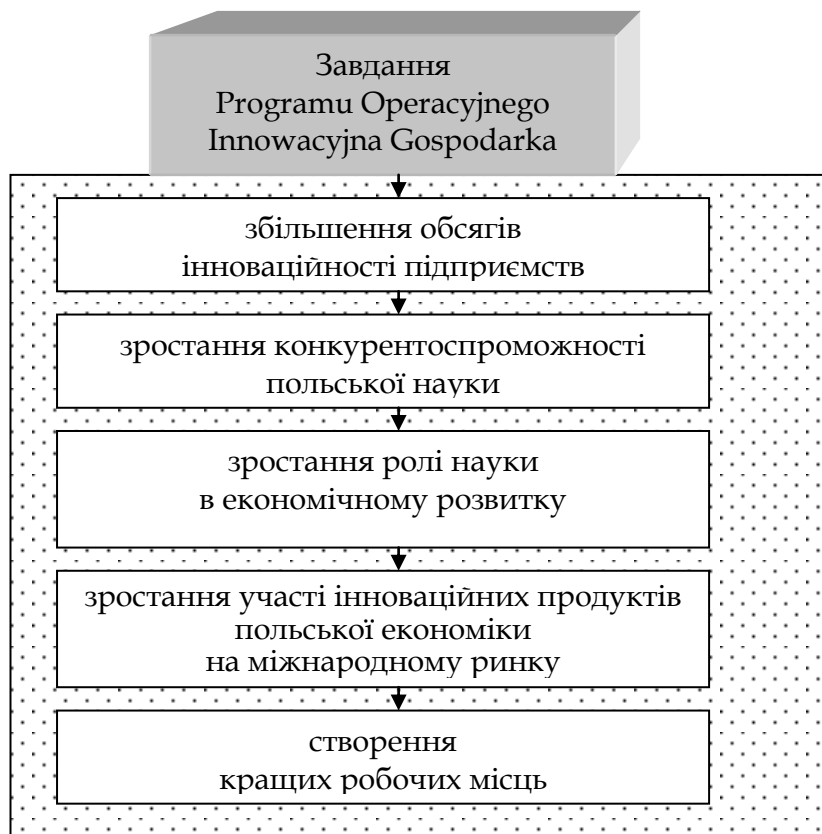 Завдання
Programu Operacyjnego
Innowacyjna Gospodarka
збільшення обсягів
інноваційності підприємств
зростання конкурентоспроможності
польської науки
зростання ролі науки
в економічному розвитку
зростання участі інноваційних продуктів
польської економіки
на міжнародному ринку
створення
кращих робочих місць